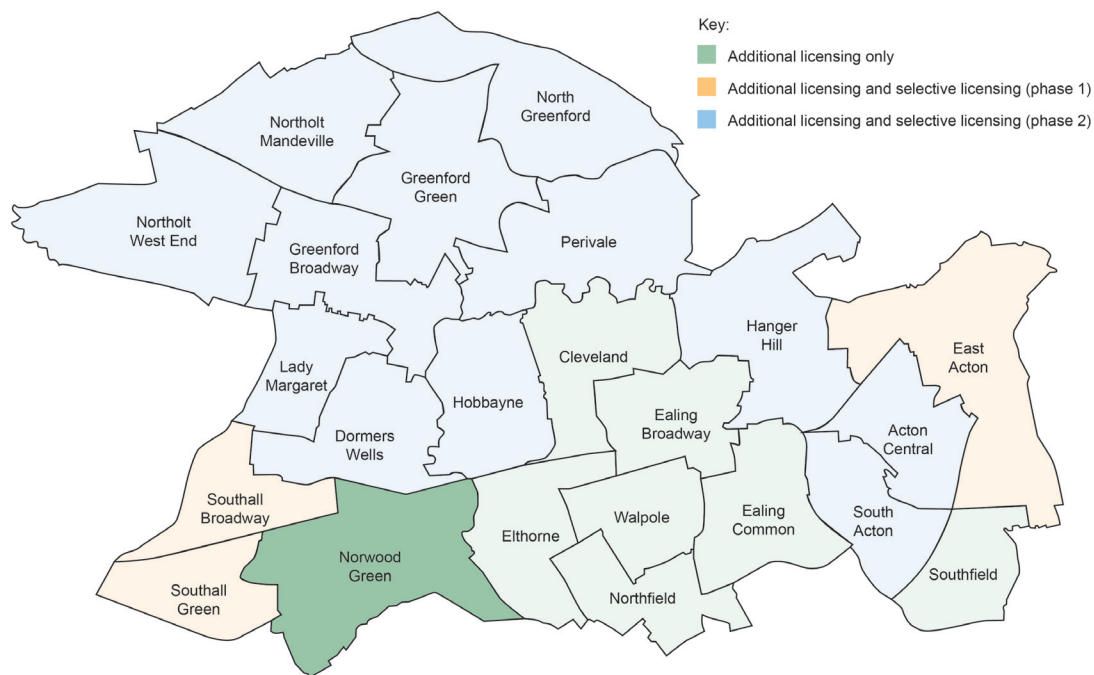 Key:
Additional licensing only
Additional licensing and selective licensing (phase 1)
Additional licensing and selective licensing (phase 2)
North
Greenford
Northolt
Mandeville
Greenford
Green
Northolt
West End
Greenford
Broadway
Perivale
Hanger
Hill
East
Acton
Cleveland
Lady
Margaret
Hobbayne
Ealing
Broadway
Acton
Central
Dormers
Wells
Southall
Broadway
Walpole
Ealing
Common
South
Acton
Elthorne
Norwood
Green
Southfield
Southall
Green
Northfield